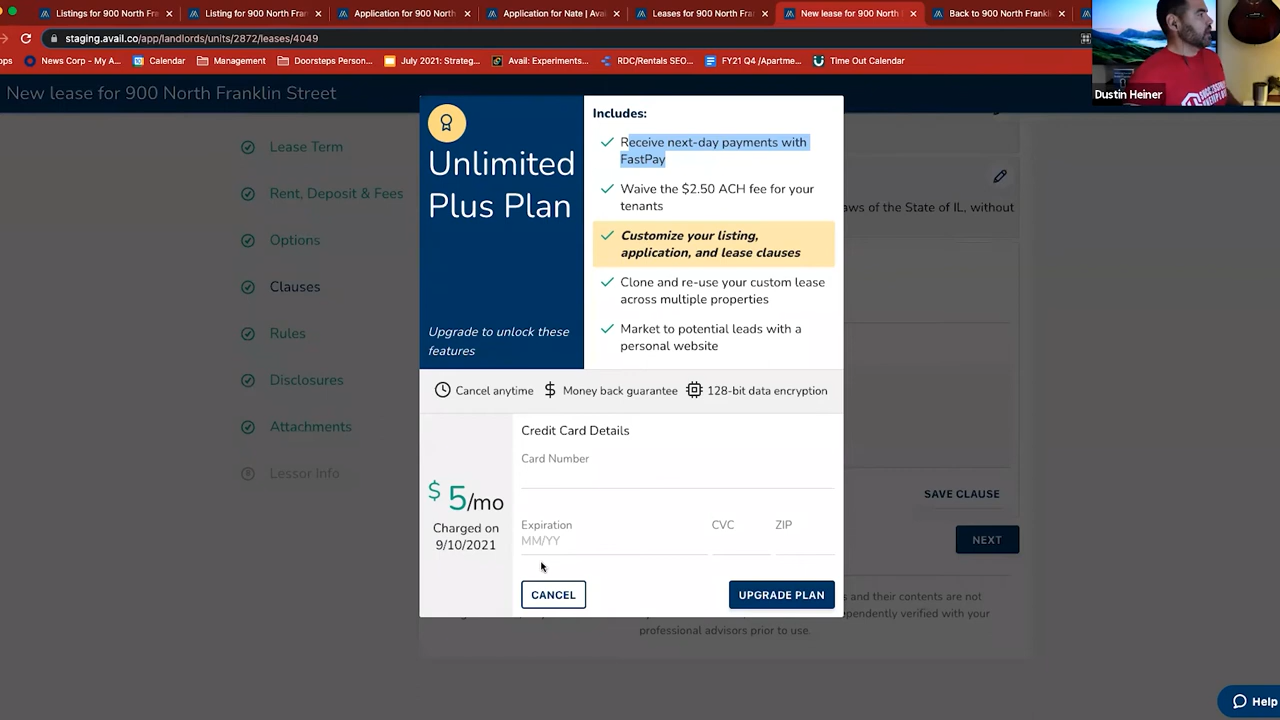 Listings for 900 North Fra
Listing for 900 North Fran
Application for 900 North
Application for Nate | Avai
Leases for 900 North Fran
New lease for 900 North
Back to 900 North Frankli
staging.avail.co/app/landlords/units/2872/leases/4049
ops
News Corp - My A...
Calendar
Management
Doorsteps Personal...
July 2021: Strateg...
Avail: Experiments...
RDC/Rentals SEO...
FY21 Q4 /Apartme...
Time Out Calendar
Dustin Heiner
New lease for 900 North Franklin Street
Lease Term
Rent, Deposit & Fees
Options
Clauses
Rules
Disclosures
Attachments
Lessor Info
Unlimited
Plus Plan
Upgrade to unlock these
features
Includes:
Receive next-day payments with
FastPay
Waive the $2.50 ACH fee for your
tenants
Customize your listing,
application, and lease clauses
Clone and re-use your custom lease
across multiple properties
Market to potential leads with a
personal website
Cancel anytime
Money back guarantee
128-bit data encryption
$5/mo
Charged on
9/10/2021
Credit Card Details
Card Number
Expiration
MM/YY
CVC
ZIP
CANCEL
UPGRADE PLAN
aws of the State of IL, without
SAVE CLAUSE
NEXT
s and their contents are not
dependently verified with your
professional advisors prior to use.
Help